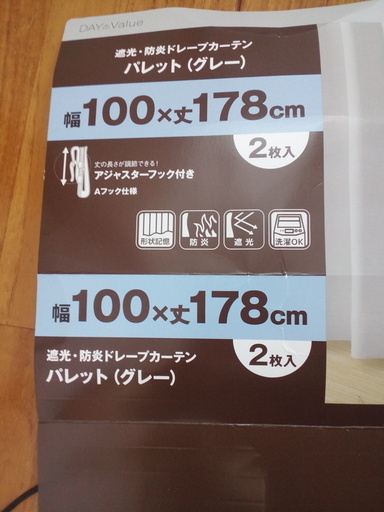 DAY Value
遮光・防炎ドレープカーテン
パレット（グレー）
幅100×丈178cm
2枚入
丈の長さが調節できる！
アジャスターフック付き
Aフック仕様
形状記憶 防炎 遮光 洗濯OK
幅100×丈178cm
2枚入
遮光・防炎ドレープカーテン
パレット（グレー）